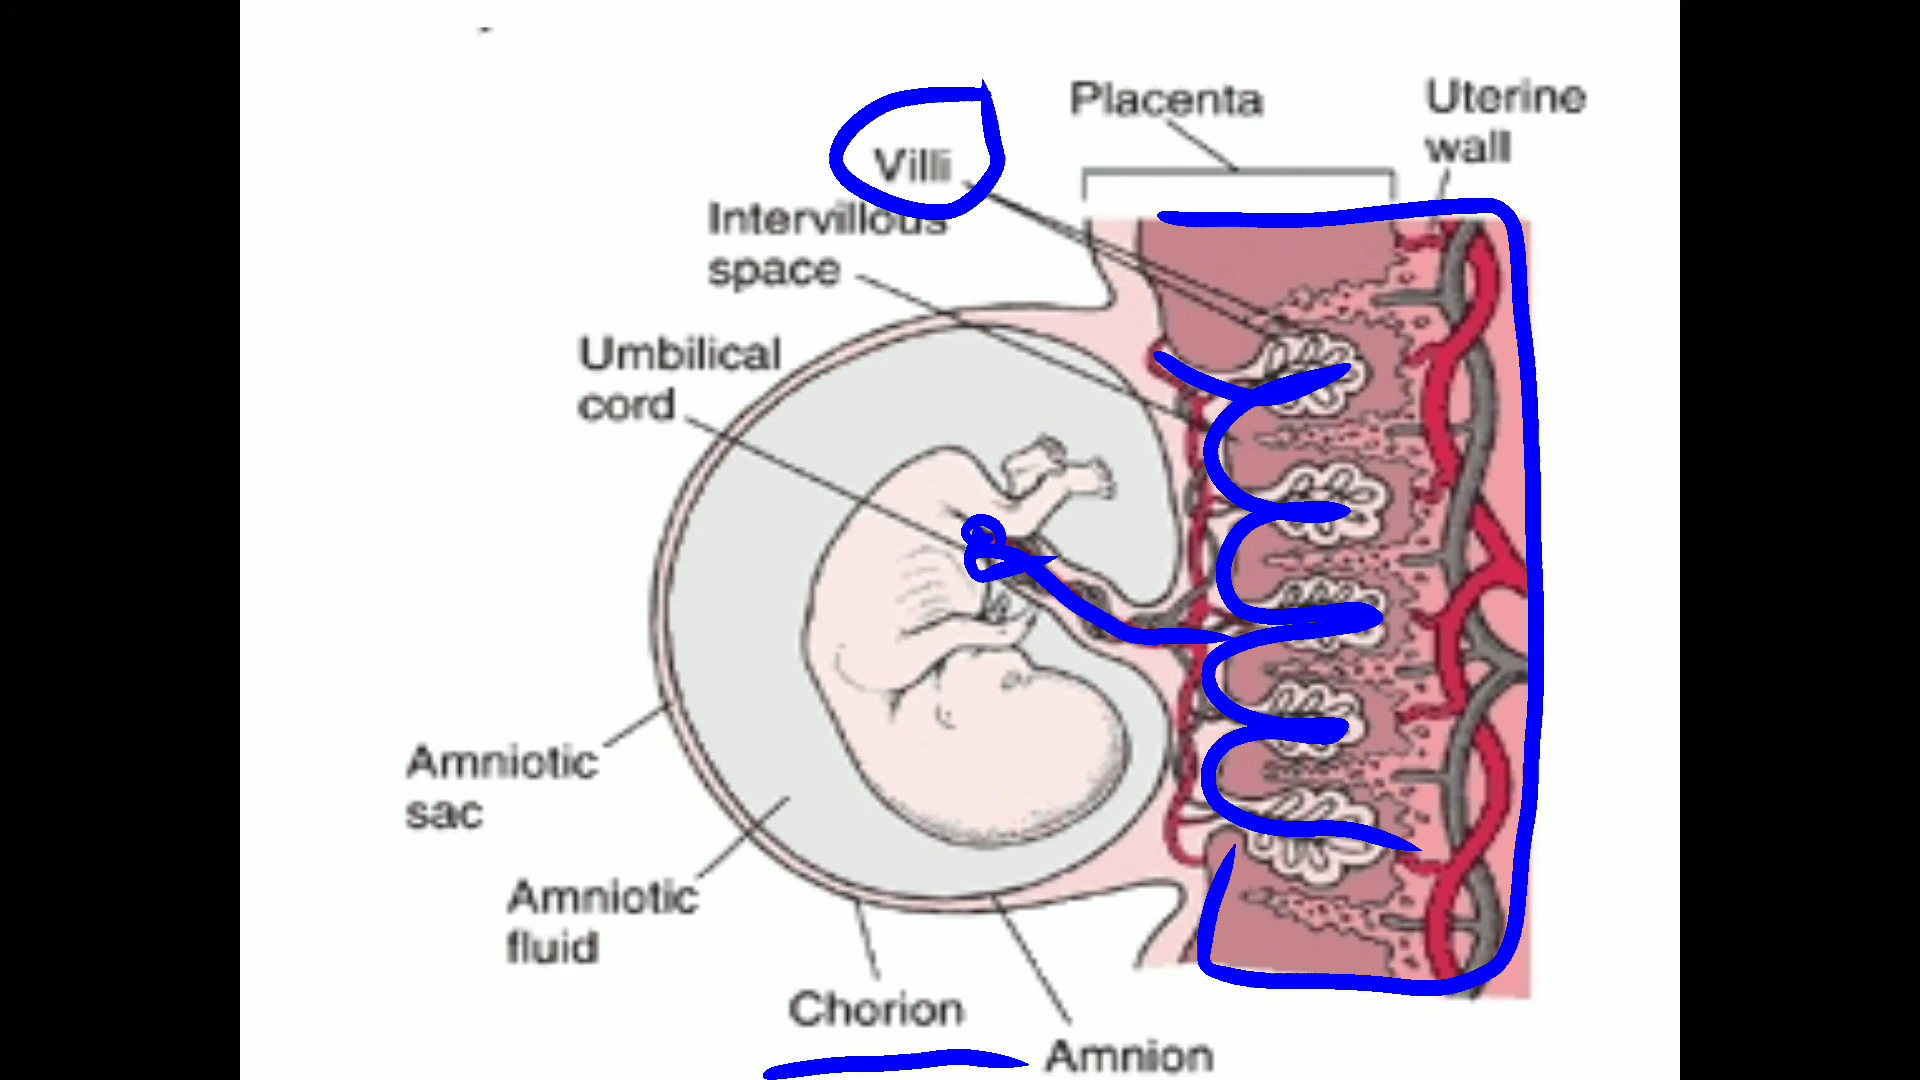 Placenta
Uterine
wall
Villi
Intervillous
space
Umbilical
cord
Amniotic
sac
Amniotic
fluid
Chorion
Amnion